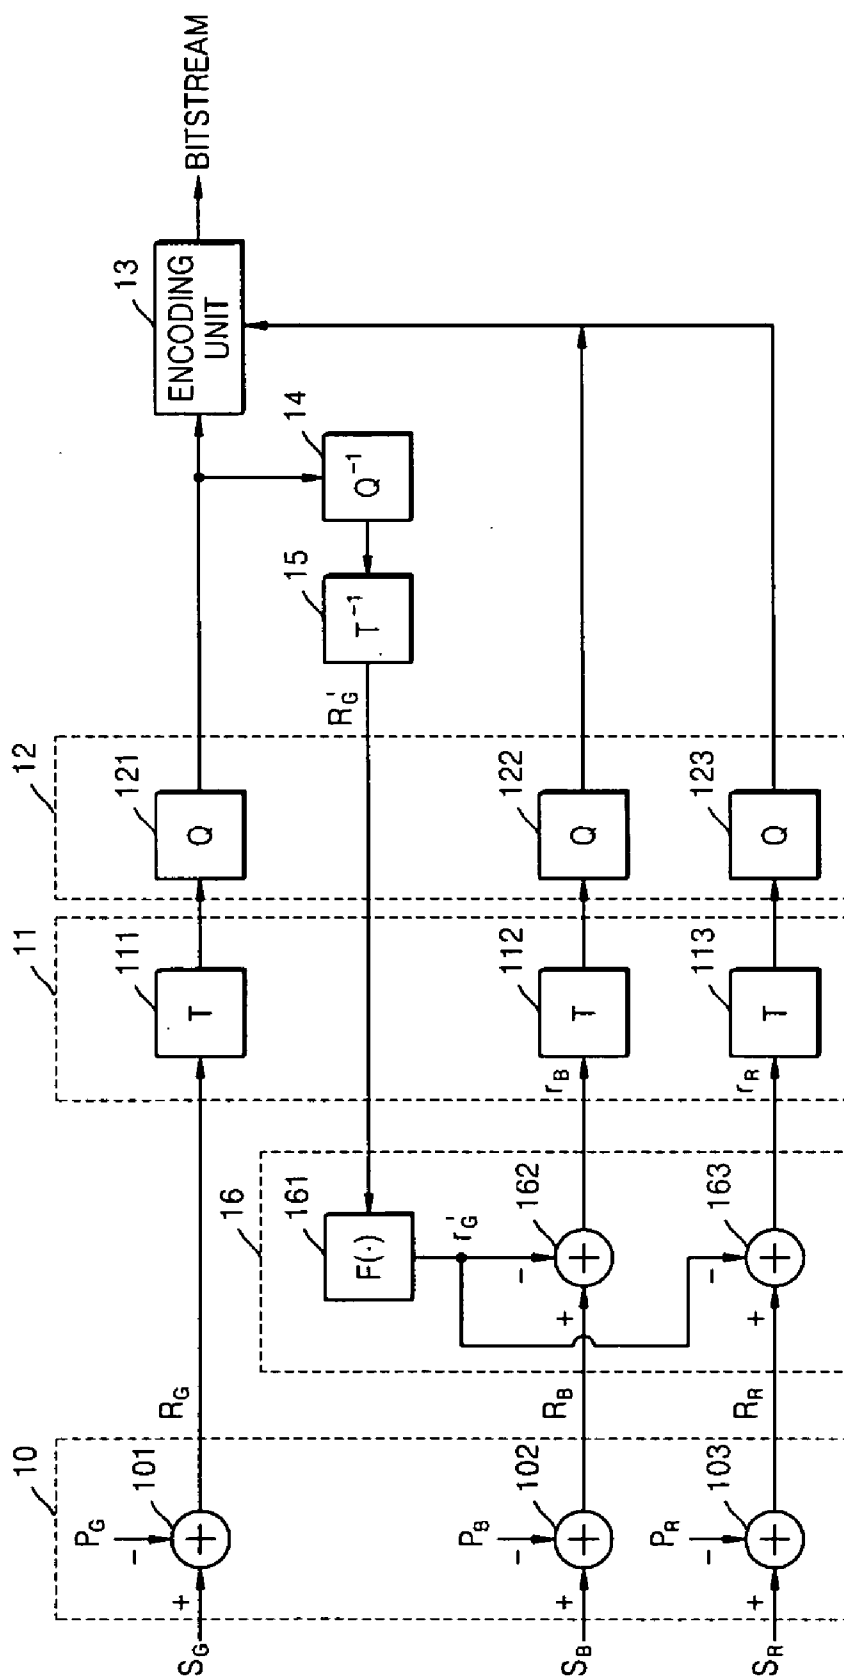 10
11
12
S_G
+
P_G
-
101
+
R_G
111
T
121
Q
13
ENCODING
UNIT
BITSTREAM
14
Q⁻¹
15
T⁻¹
R_G'
16
161
F(·)
r_G'
S_B
+
P_B
-
102
+
R_B
+
-
162
+
r_B
112
T
122
Q
S_R
+
P_R
-
103
+
R_R
+
-
163
+
r_R
113
T
123
Q